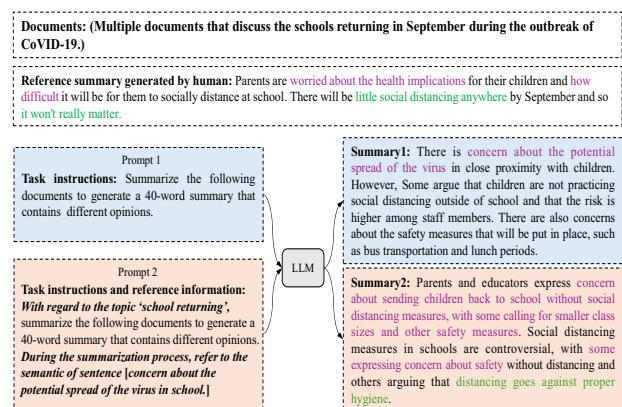 Documents: (Multiple documents that discuss the schools returning in September during the outbreak of
CoVID-19.)
Reference summary generated by human: Parents are worried about the health implications for their children and how
difficult it will be for them to socially distance at school. There will be little social distancing anywhere by September and so
it won't really matter.
Prompt 1
Task instructions: Summarize the following
documents to generate a 40-word summary that
contains different opinions.
Prompt 2
Task instructions and reference information:
With regard to the topic ‘school returning’,
summarize the following documents to generate a
40-word summary that contains different opinions.
During the summarization process, refer to the
semantic of sentence [concern about the
potential spread of the virus in school.]
LLM
Summary1: There is concern about the potential
spread of the virus in close proximity with children.
However, Some argue that children are not practicing
social distancing outside of school and that the risk
is higher among staff members. There are also concerns
about the safety measures that will be put in place, such
as bus transportation and lunch periods.
Summary2: Parents and educators express concern
about sending children back to school without social
distancing measures, with some calling for smaller class
sizes and other safety measures. Social distancing
measures in schools are controversial, with some
expressing concern about safety without distancing and
others arguing that distancing goes against proper
hygiene.